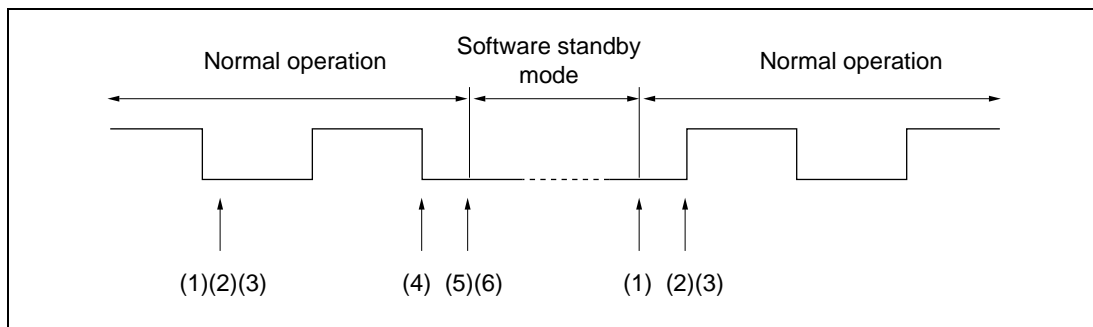 Normal operation
Software standby
mode
Normal operation
(1)(2)(3)
(4)
(5)(6)
(1)
(2)(3)